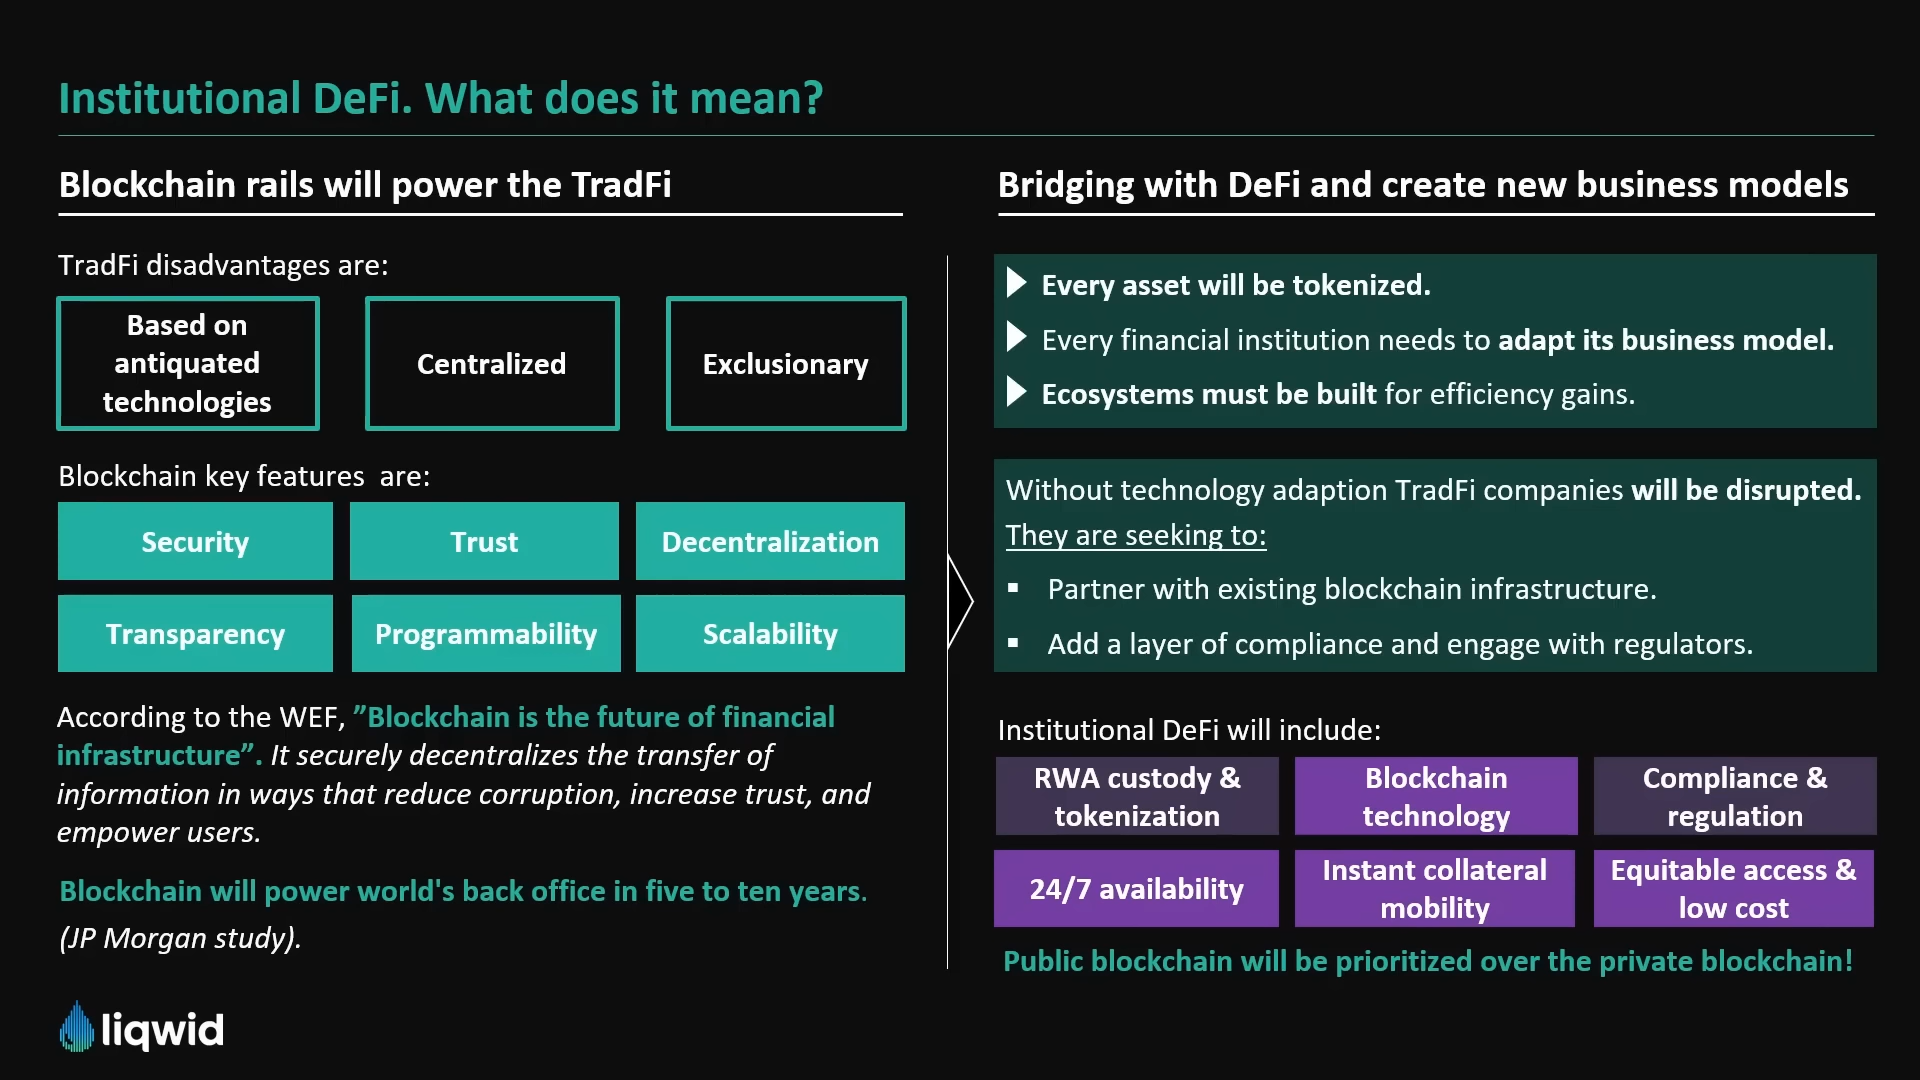 Institutional DeFi. What does it mean?
Blockchain rails will power the TradFi
TradFi disadvantages are:
Based on
antiquated
technologies
Centralized
Exclusionary
Blockchain key features  are:
Security
Trust
Decentralization
Transparency
Programmability
Scalability
According to the WEF, ”Blockchain is the future of financial
infrastructure”. It securely decentralizes the transfer of
information in ways that reduce corruption, increase trust, and
empower users.
Blockchain will power world's back office in five to ten years.
(JP Morgan study).
Bridging with DeFi and create new business models
Every asset will be tokenized.
Every financial institution needs to adapt its business model.
Ecosystems must be built for efficiency gains.
Without technology adaption TradFi companies will be disrupted.
They are seeking to:
▪ Partner with existing blockchain infrastructure.
▪ Add a layer of compliance and engage with regulators.
Institutional DeFi will include:
RWA custody &
tokenization
Blockchain
technology
Compliance &
regulation
24/7 availability
Instant collateral
mobility
Equitable access &
low cost
Public blockchain will be prioritized over the private blockchain!
liqwid